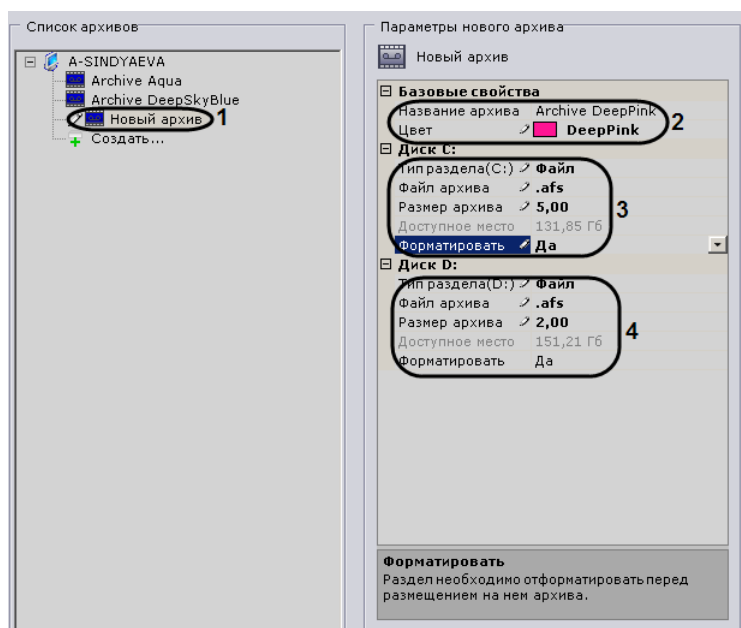 Список архивов
A-SINDYAEVA
Archive Aqua
Archive DeepSkyBlue
Новый архив 1
Создать...
Параметры нового архива
Новый архив
Базовые свойства
Название архива Archive DeepPink
Цвет DeepPink 2
Диск C:
Тип раздела(C:) Файл
Файл архива .afs
Размер архива 5,00 3
Доступное место 131,85 Гб
Форматировать Да
Диск D:
Тип раздела(D:) Файл
Файл архива .afs
Размер архива 2,00 4
Доступное место 151,21 Гб
Форматировать Да
Форматировать
Раздел необходимо отформатировать перед
размещением на нем архива.